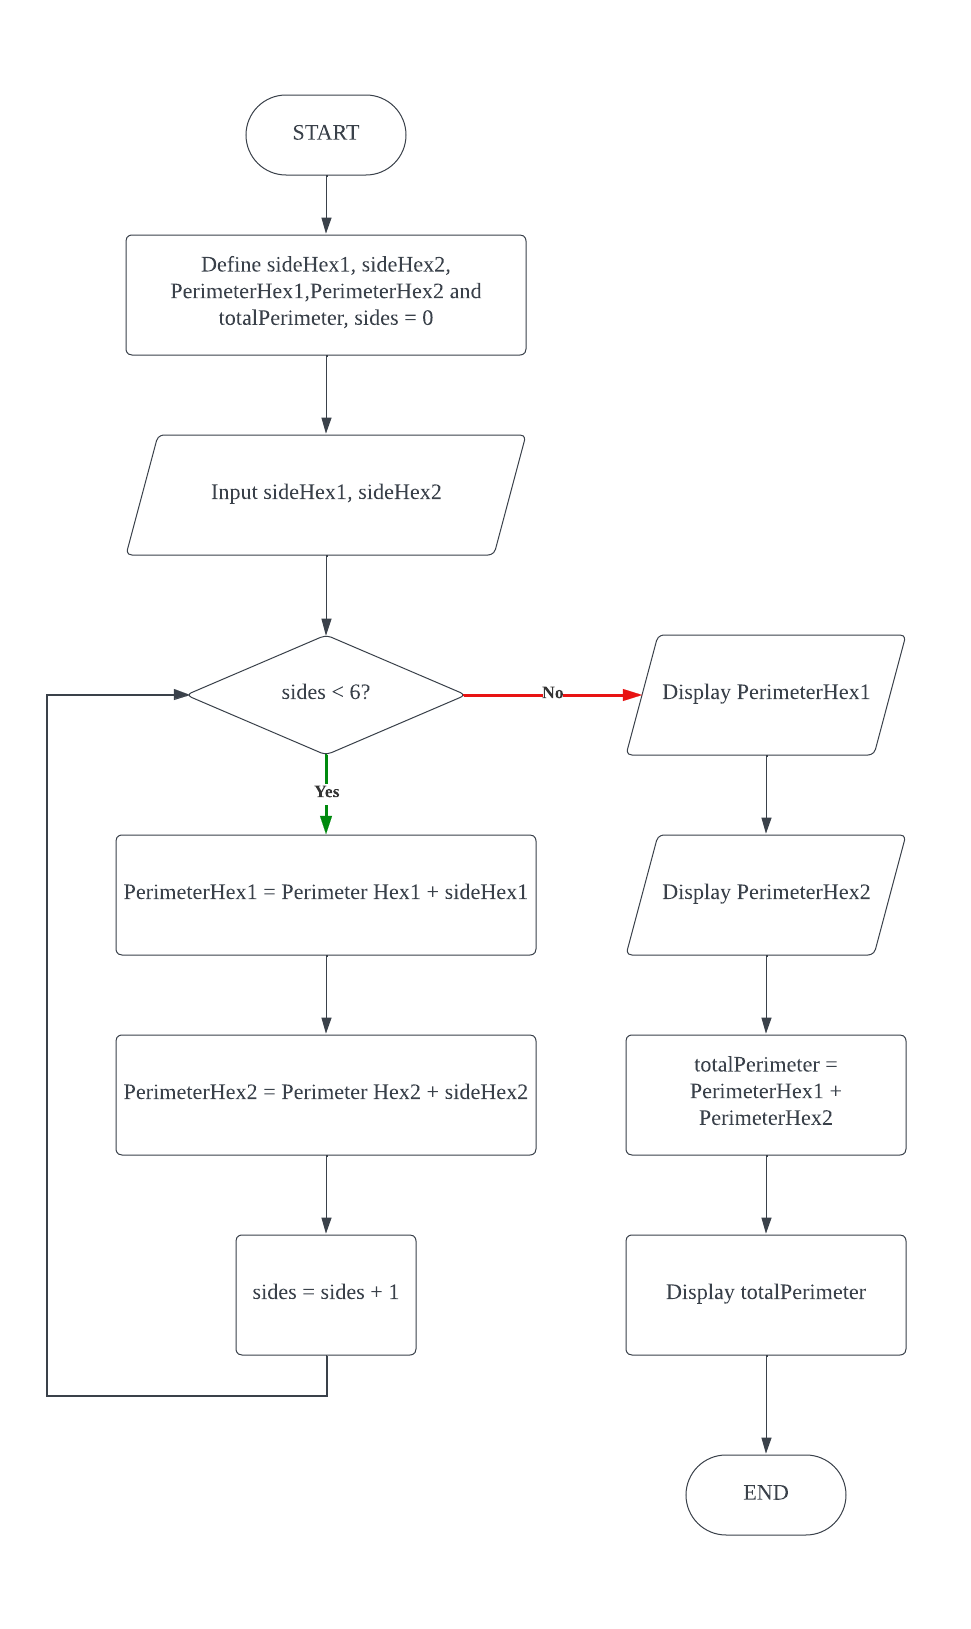 START
Define sideHex1, sideHex2,
PerimeterHex1,PerimeterHex2 and
totalPerimeter, sides = 0
Input sideHex1, sideHex2
sides < 6?
No
Display PerimeterHex1
Yes
PerimeterHex1 = Perimeter Hex1 + sideHex1
Display PerimeterHex2
PerimeterHex2 = Perimeter Hex2 + sideHex2
totalPerimeter =
PerimeterHex1 +
PerimeterHex2
sides = sides + 1
Display totalPerimeter
END